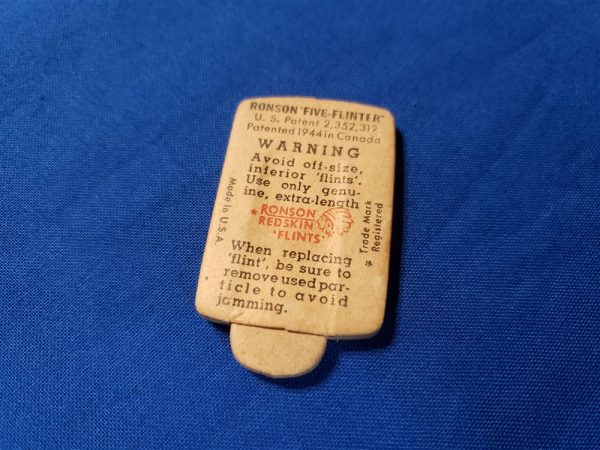 RONSON 'FIVE-FLINTER'
U. S. Patent 2,352,317
Patented 1944 in Canada
WARNING
Avoid off-size,
inferior 'flints'.
Use only genu-
ine, extra-length
* RONSON
REDSKIN
'FLINTS'
When replacing
'flint', be sure to
remove used par-
ticle to avoid
jamming.
Made in U.S.A.
* Trade Mark
Registered